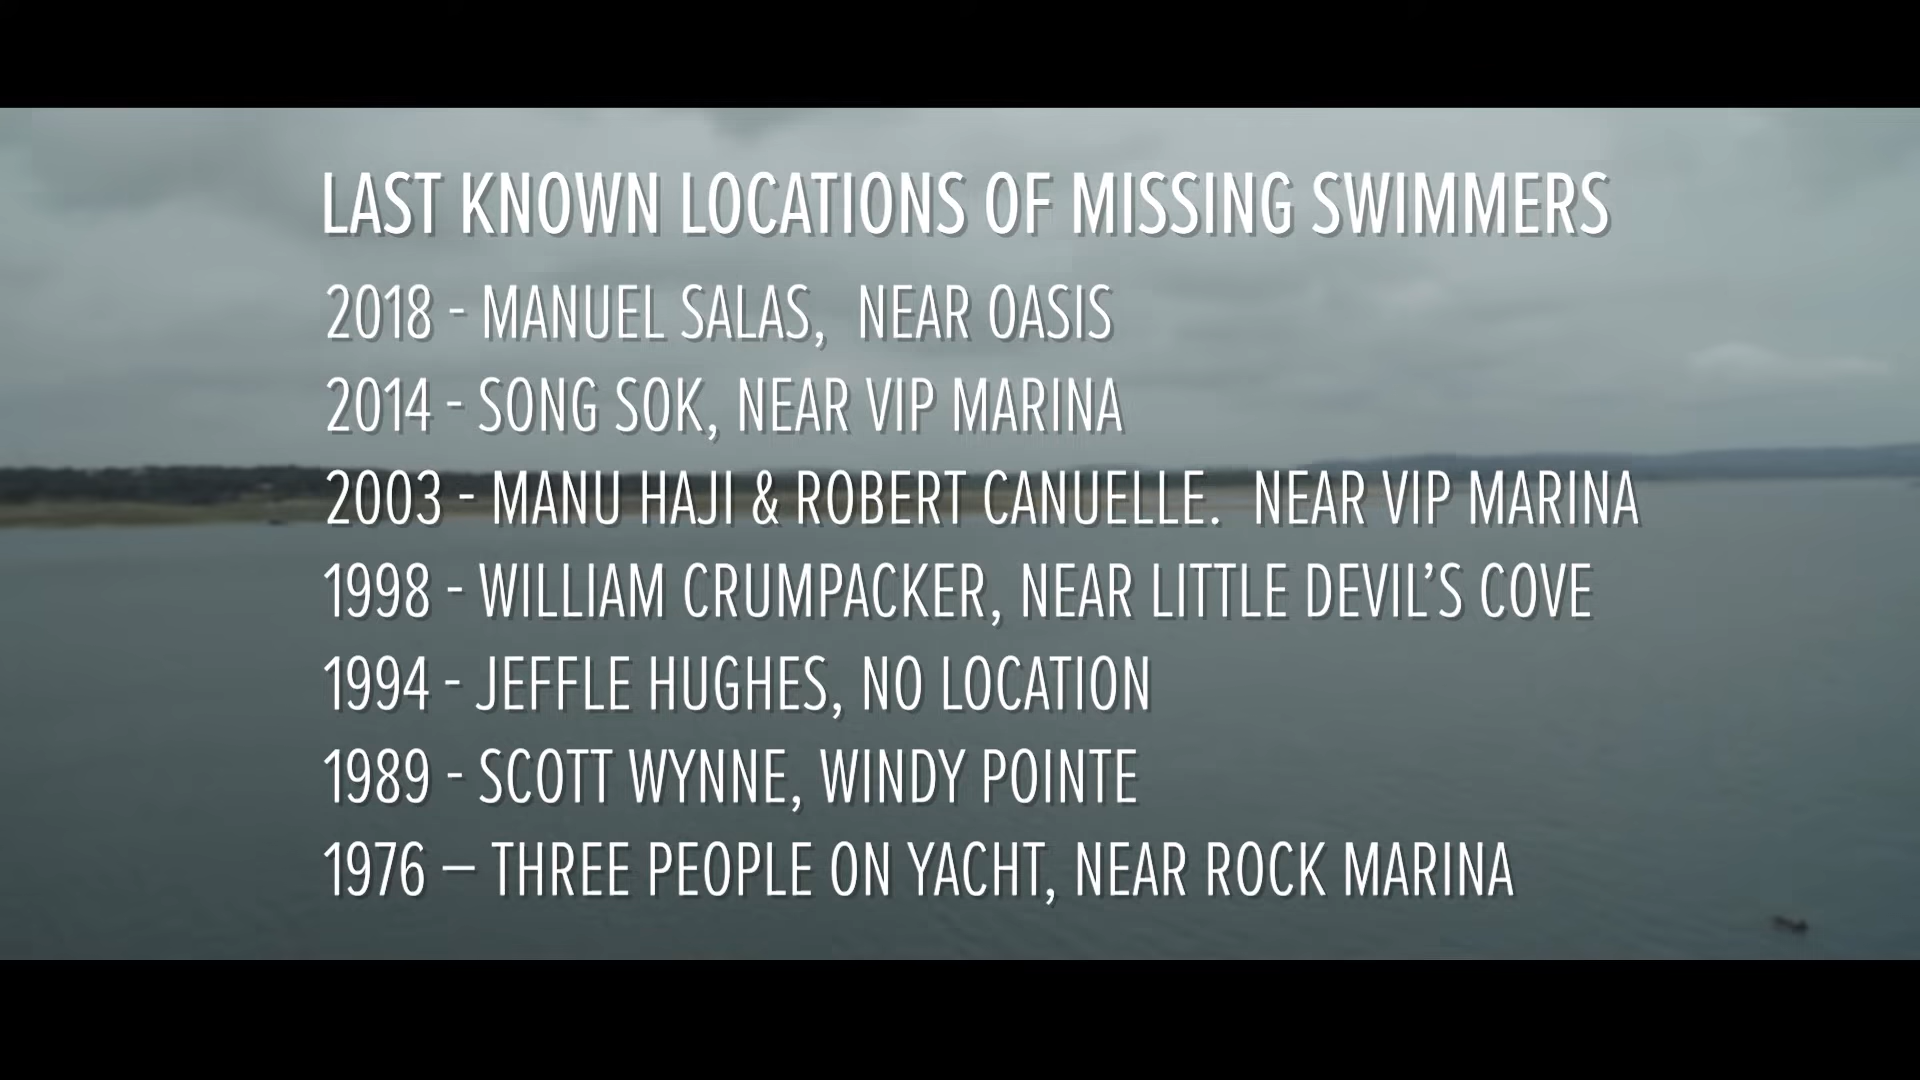 LAST KNOWN LOCATIONS OF MISSING SWIMMERS
2018 - MANUEL SALAS,  NEAR OASIS
2014 - SONG SOK, NEAR VIP MARINA
2003 - MANU HAJI & ROBERT CANUELLE.  NEAR VIP MARINA
1998 - WILLIAM CRUMPACKER, NEAR LITTLE DEVIL'S COVE
1994 - JEFFLE HUGHES, NO LOCATION
1989 - SCOTT WYNNE, WINDY POINTE
1976 – THREE PEOPLE ON YACHT, NEAR ROCK MARINA